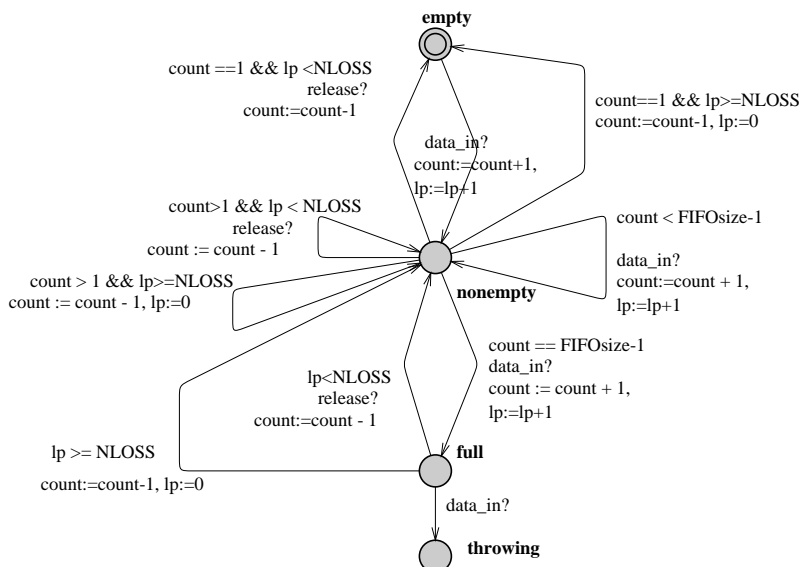 empty
count ==1 && lp <NLOSS
release?
count:=count-1
count==1 && lp>=NLOSS
count:=count-1, lp:=0
data_in?
count:=count+1,
lp:=lp+1
count>1 && lp < NLOSS
release?
count := count - 1
count < FIFOsize-1
data_in?
count:=count + 1,
lp:=lp+1
count > 1 && lp>=NLOSS
count := count - 1, lp:=0
nonempty
count == FIFOsize-1
data_in?
count := count + 1,
lp:=lp+1
lp<NLOSS
release?
count:=count - 1
lp >= NLOSS
count:=count-1, lp:=0
full
data_in?
throwing